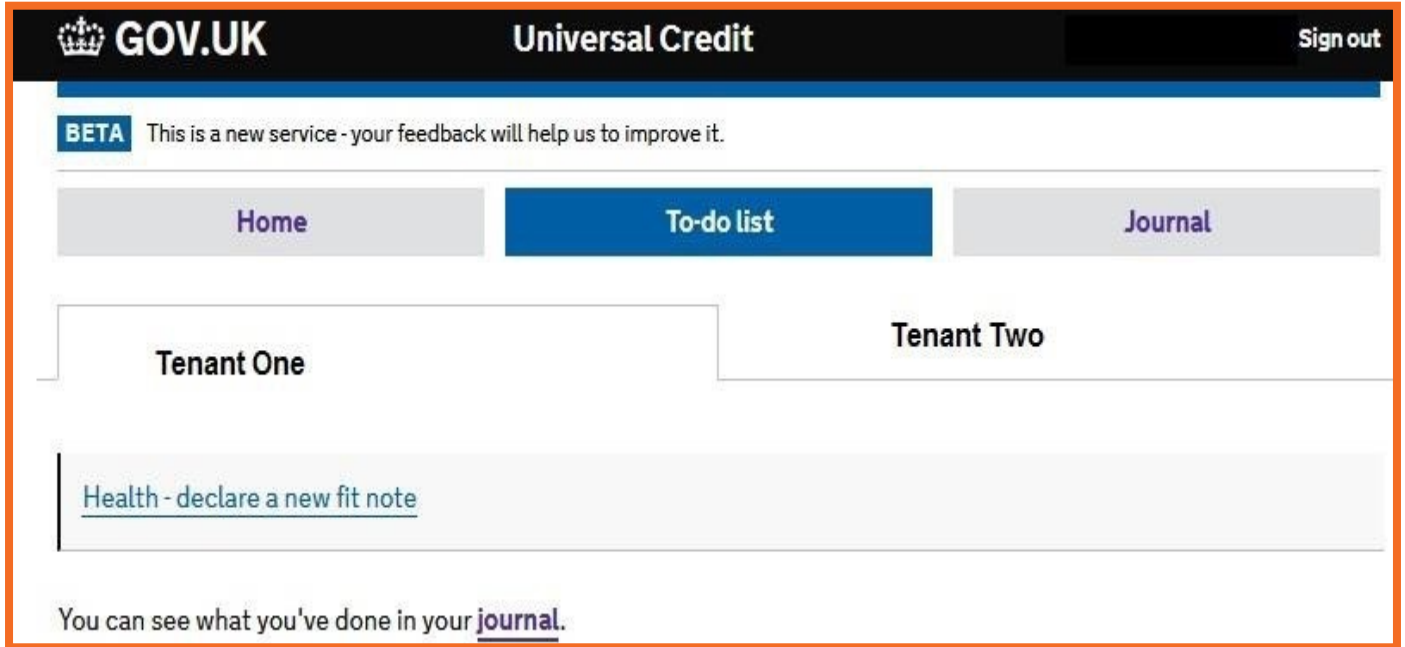 GOV.UK Universal Credit Sign out
BETA This is a new service - your feedback will help us to improve it.
Home To-do list Journal
Tenant One Tenant Two
Health - declare a new fit note
You can see what you've done in your journal.